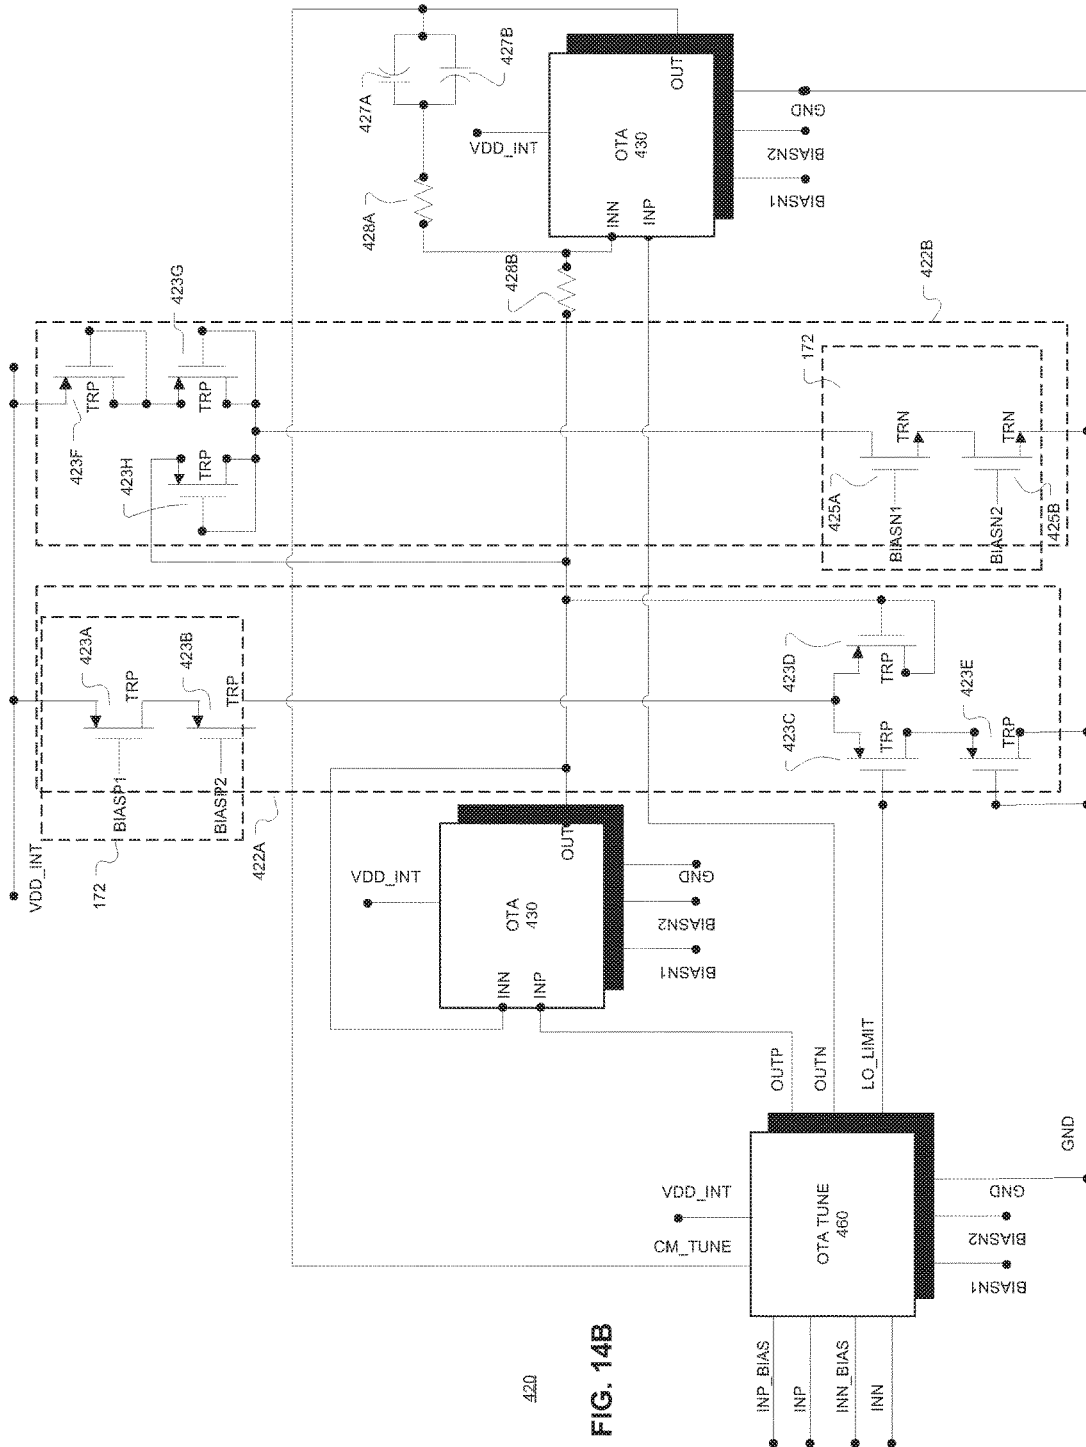 427A
427B
428A
VDD_INT
OUT
OTA
430
INN
INP
GND
BIASN2
BIASN1
428B
423G
423F
423H
TRP
TRP
TRP
422B
172
TRN
TRN
425A
425B
BIASN1
BIASN2
423A
423B
TRP
TRP
BIASP1
BIASP2
422A
172
VDD_INT
423D
423C
423E
TRP
TRP
TRP
VDD_INT
OUT
OTA
430
INN
INP
GND
BIASN2
BIASN1
OUTP
OUTN
LO_LIMIT
VDD_INT
CM_TUNE
OTA TUNE
460
GND
GND
BIASN2
BIASN1
INP_BIAS
INP
INN_BIAS
INN
420
FIG. 14B